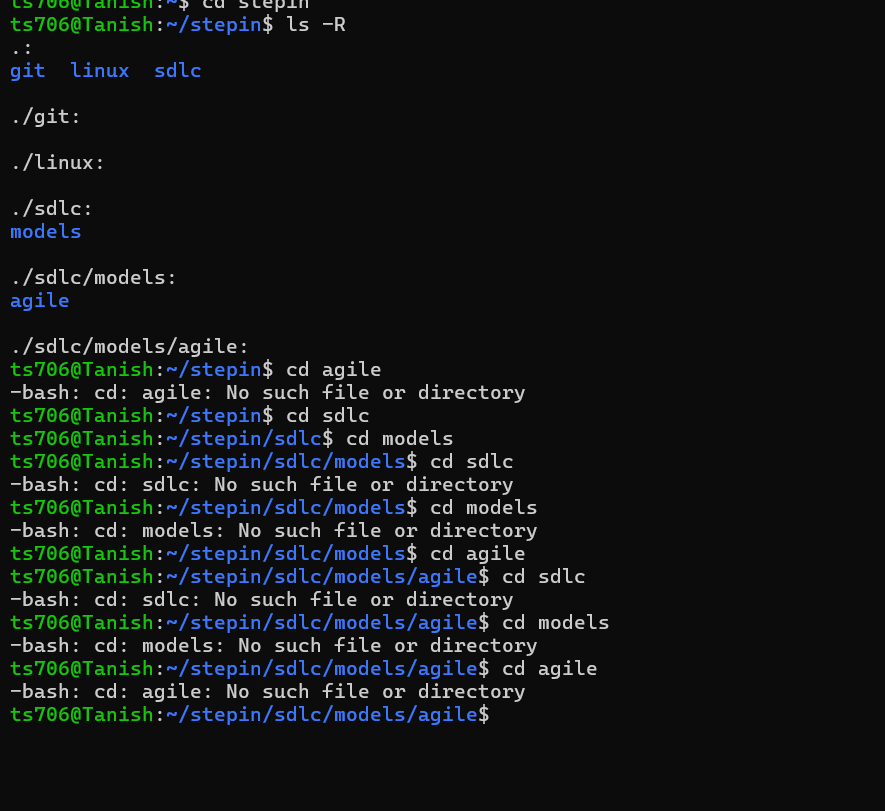 ts706@Tanish:~$ cd stepin
ts706@Tanish:~/stepin$ ls -R
.:
git  linux  sdlc
./git:
./linux:
./sdlc:
models
./sdlc/models:
agile
./sdlc/models/agile:
ts706@Tanish:~/stepin$ cd agile
-bash: cd: agile: No such file or directory
ts706@Tanish:~/stepin$ cd sdlc
ts706@Tanish:~/stepin/sdlc$ cd models
ts706@Tanish:~/stepin/sdlc/models$ cd sdlc
-bash: cd: sdlc: No such file or directory
ts706@Tanish:~/stepin/sdlc/models$ cd models
-bash: cd: models: No such file or directory
ts706@Tanish:~/stepin/sdlc/models$ cd agile
ts706@Tanish:~/stepin/sdlc/models/agile$ cd sdlc
-bash: cd: sdlc: No such file or directory
ts706@Tanish:~/stepin/sdlc/models/agile$ cd models
-bash: cd: models: No such file or directory
ts706@Tanish:~/stepin/sdlc/models/agile$ cd agile
-bash: cd: agile: No such file or directory
ts706@Tanish:~/stepin/sdlc/models/agile$